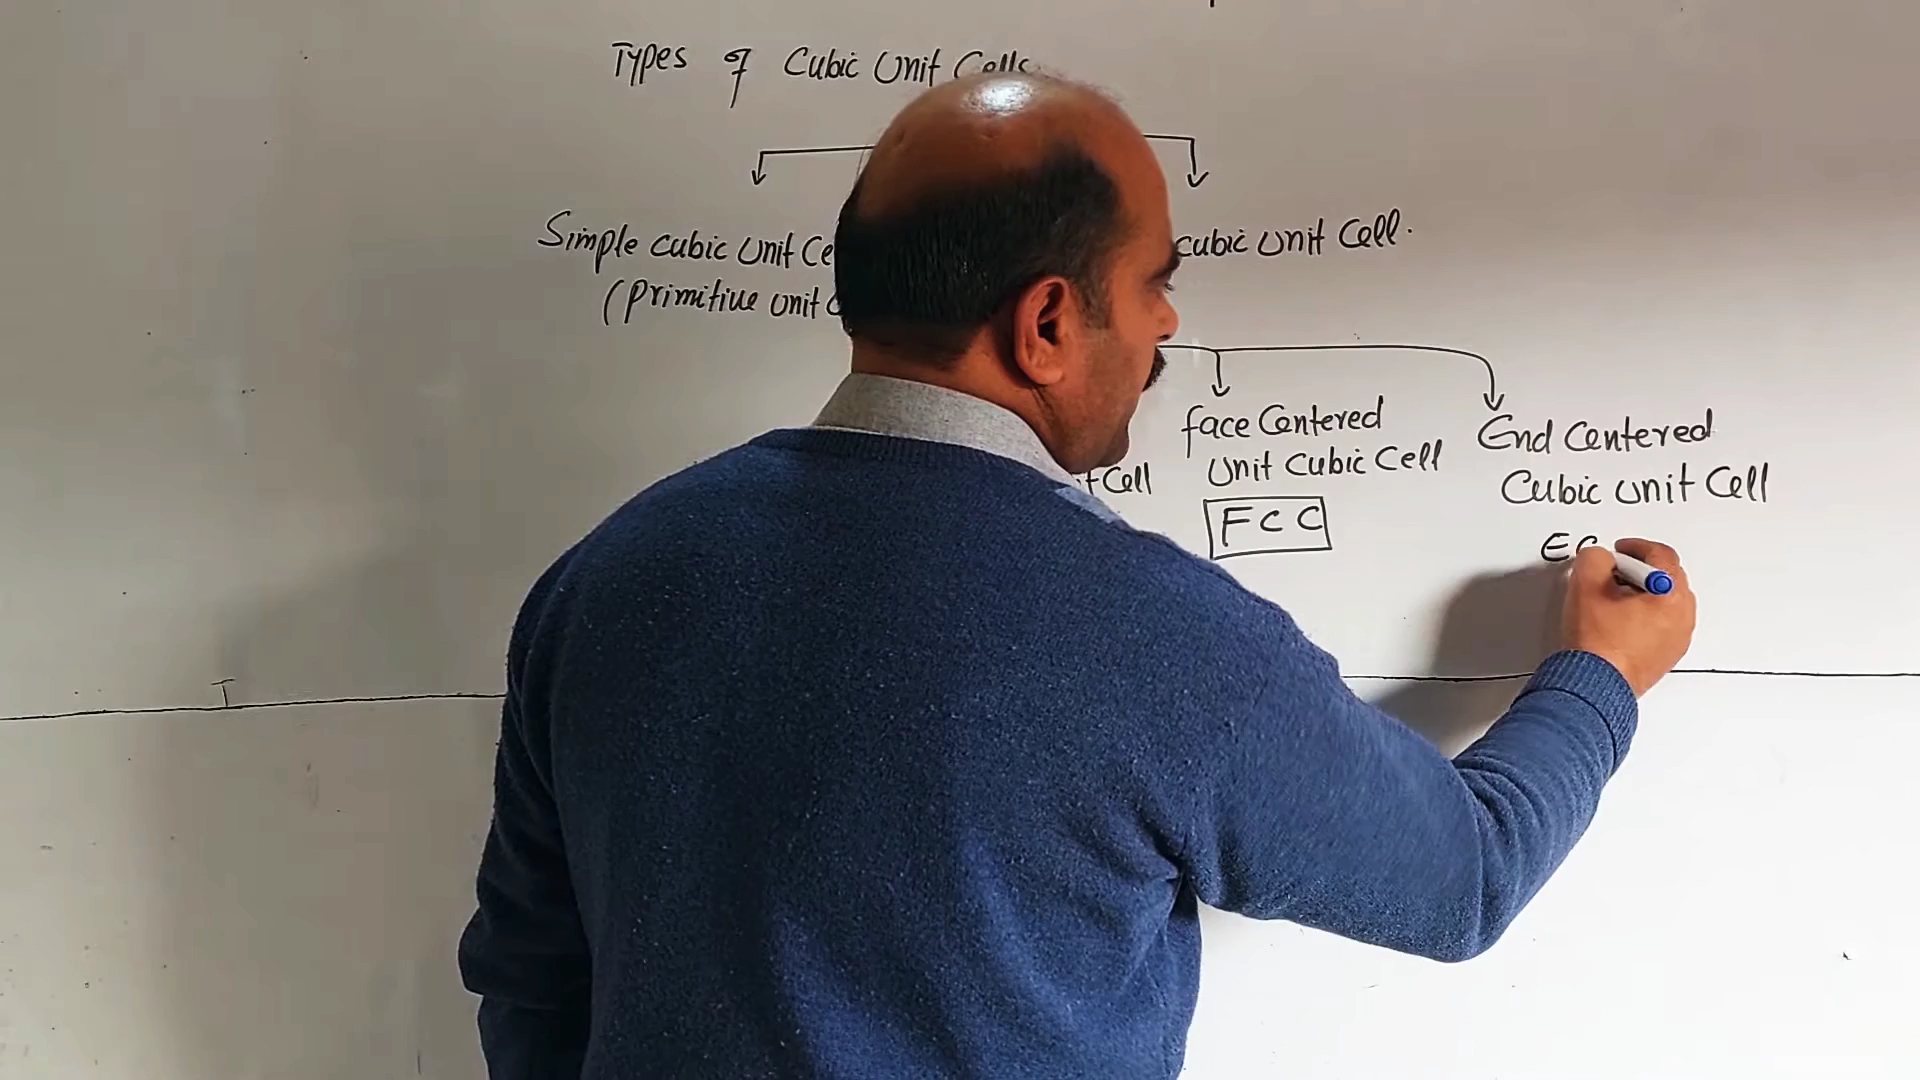 Types of Cubic Unit Cells
Simple Cubic Unit Ce
(Primitive Unit C
cubic Unit Cell.
face Centered
Unit Cubic Cell
FCC
t Cell
End Centered
Cubic Unit Cell
EC